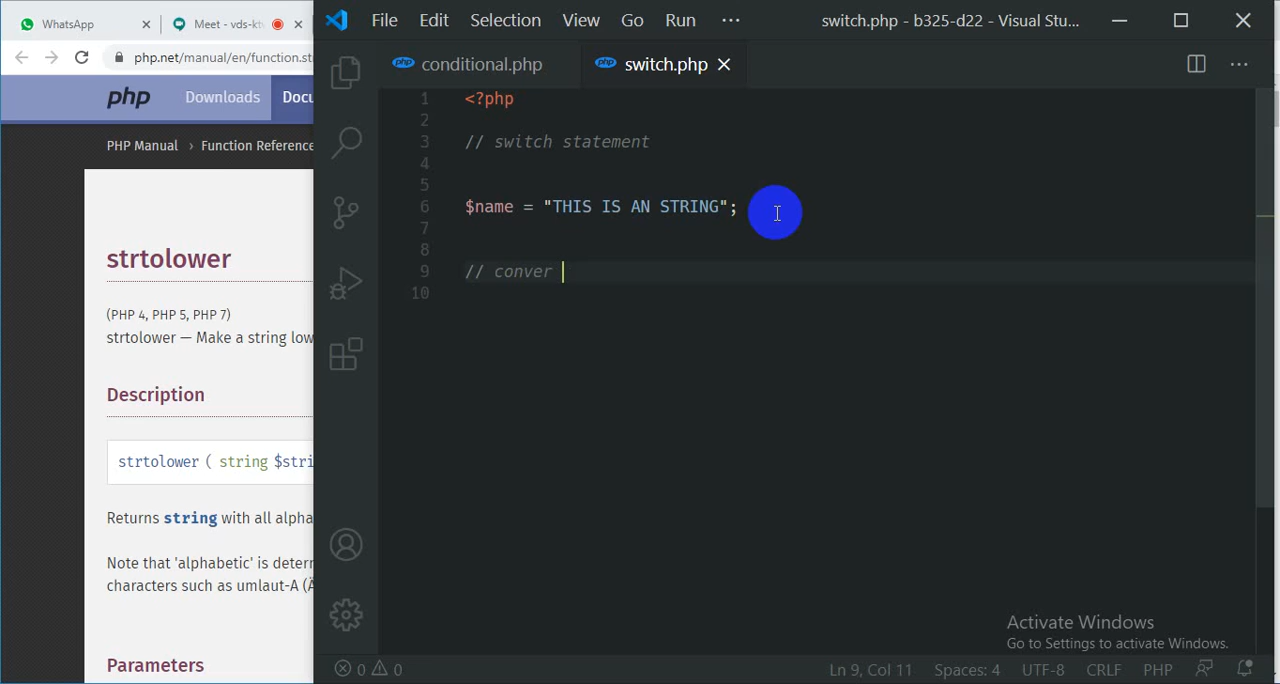 WhatsApp
Meet - vds-kt
File Edit Selection View Go Run ···
switch.php - b325-d22 - Visual Stu...
php.net/manual/en/function.st
conditional.php
switch.php
php
Downloads
Docu
PHP Manual › Function Reference
strtolower
(PHP 4, PHP 5, PHP 7)
strtolower — Make a string low
Description
strtolower ( string $stri
Returns string with all alpha
Note that 'alphabetic' is deter
characters such as umlaut-A (Ä
Parameters
1 <?php
2
3 // switch statement
4
5
6 $name = "THIS IS AN STRING";
7
8
9 // conver
10
Activate Windows
Go to Settings to activate Windows.
0 0
Ln 9, Col 11 Spaces: 4 UTF-8 CRLF PHP